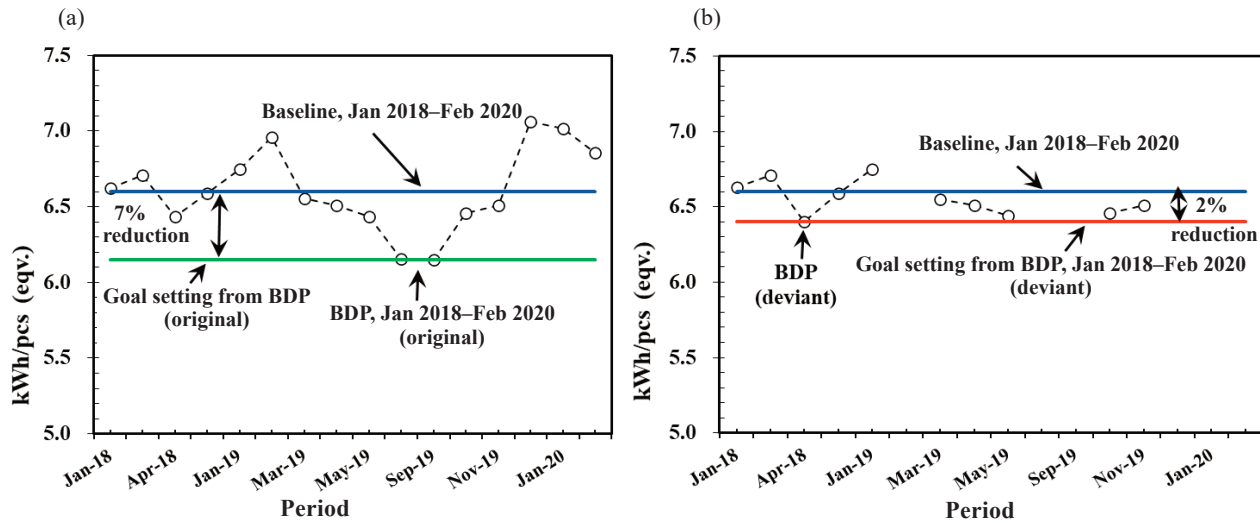 (a)
7.5
7.0
6.5
6.0
5.5
5.0
kWh/pcs (eqv.)
Baseline, Jan 2018–Feb 2020
7%
reduction
Goal setting from BDP
(original)
BDP, Jan 2018–Feb 2020
(original)
Jan-18
Apr-18
Jan-19
Mar-19
May-19
Sep-19
Nov-19
Jan-20
Period
(b)
7.5
7.0
6.5
6.0
5.5
5.0
kWh/pcs (eqv.)
Baseline, Jan 2018–Feb 2020
2%
reduction
BDP
(deviant)
Goal setting from BDP, Jan 2018–Feb 2020
(deviant)
Jan-18
Apr-18
Jan-19
Mar-19
May-19
Sep-19
Nov-19
Jan-20
Period